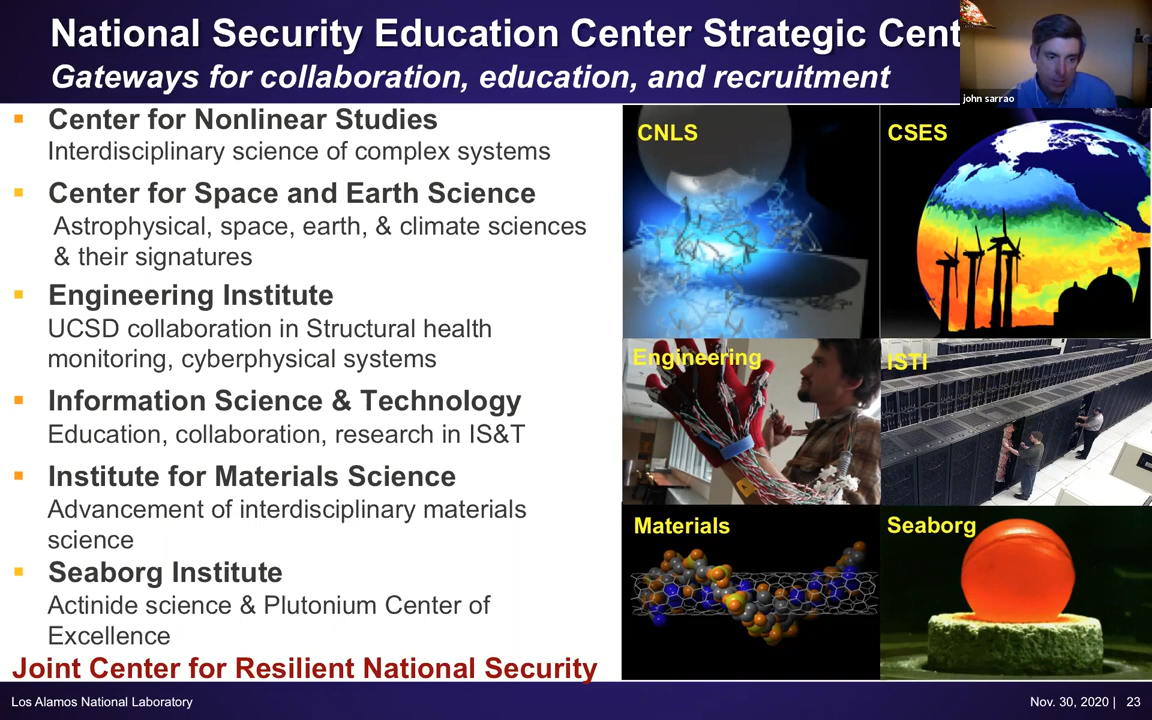 National Security Education Center Strategic Cent
Gateways for collaboration, education, and recruitment
john sarrao
▪ Center for Nonlinear Studies
Interdisciplinary science of complex systems
▪ Center for Space and Earth Science
Astrophysical, space, earth, & climate sciences
& their signatures
▪ Engineering Institute
UCSD collaboration in Structural health
monitoring, cyberphysical systems
▪ Information Science & Technology
Education, collaboration, research in IS&T
▪ Institute for Materials Science
Advancement of interdisciplinary materials
science
▪ Seaborg Institute
Actinide science & Plutonium Center of
Excellence
Joint Center for Resilient National Security
CNLS
CSES
Engineering
ISTI
Materials
Seaborg
Los Alamos National Laboratory
Nov. 30, 2020 | 23